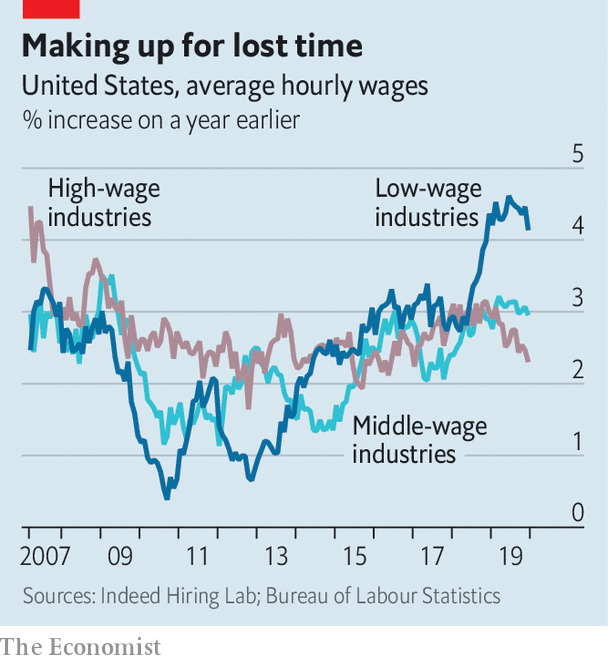 Making up for lost time
United States, average hourly wages
% increase on a year earlier
5
High-wage
industries
Low-wage
industries
4
3
2
Middle-wage
industries
1
0
2007 09 11 13 15 17 19
Sources: Indeed Hiring Lab; Bureau of Labour Statistics
The Economist